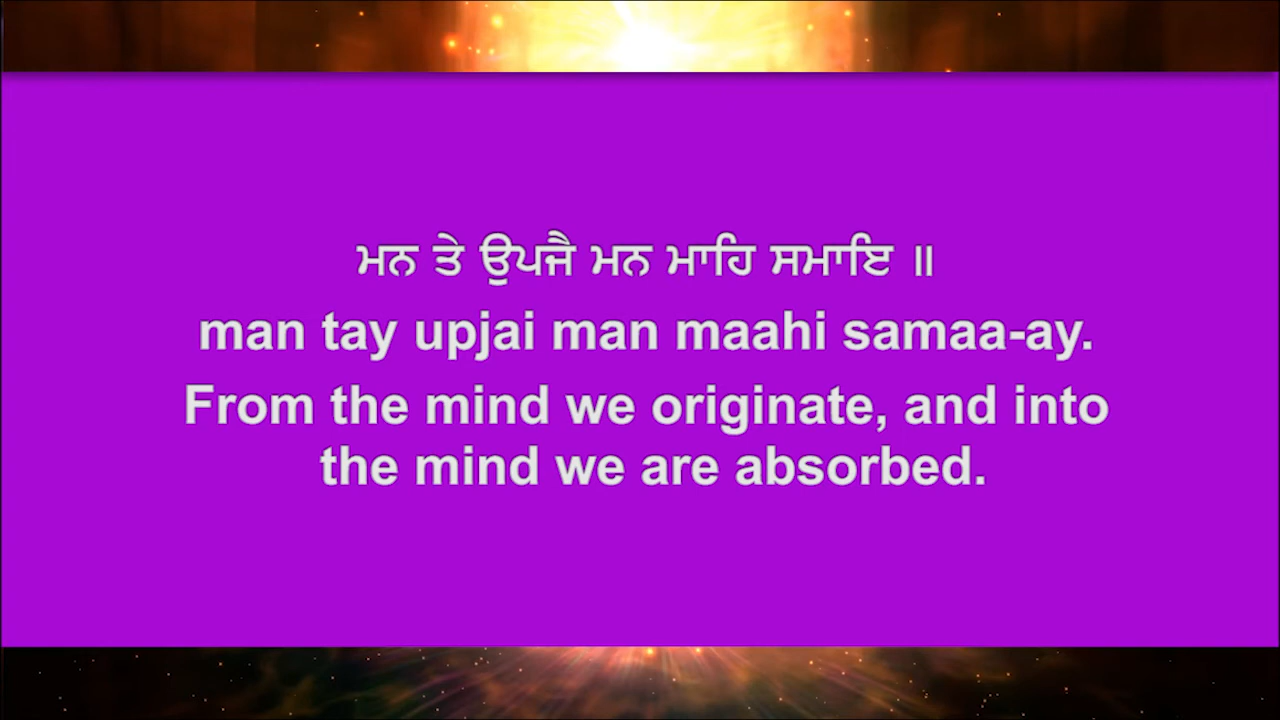 ਮਨ ਤੇ ਉਪਜੈ ਮਨ ਮਾਹਿ ਸਮਾਇ ॥
man tay upjai man maahi samaa-ay.
From the mind we originate, and into
the mind we are absorbed.